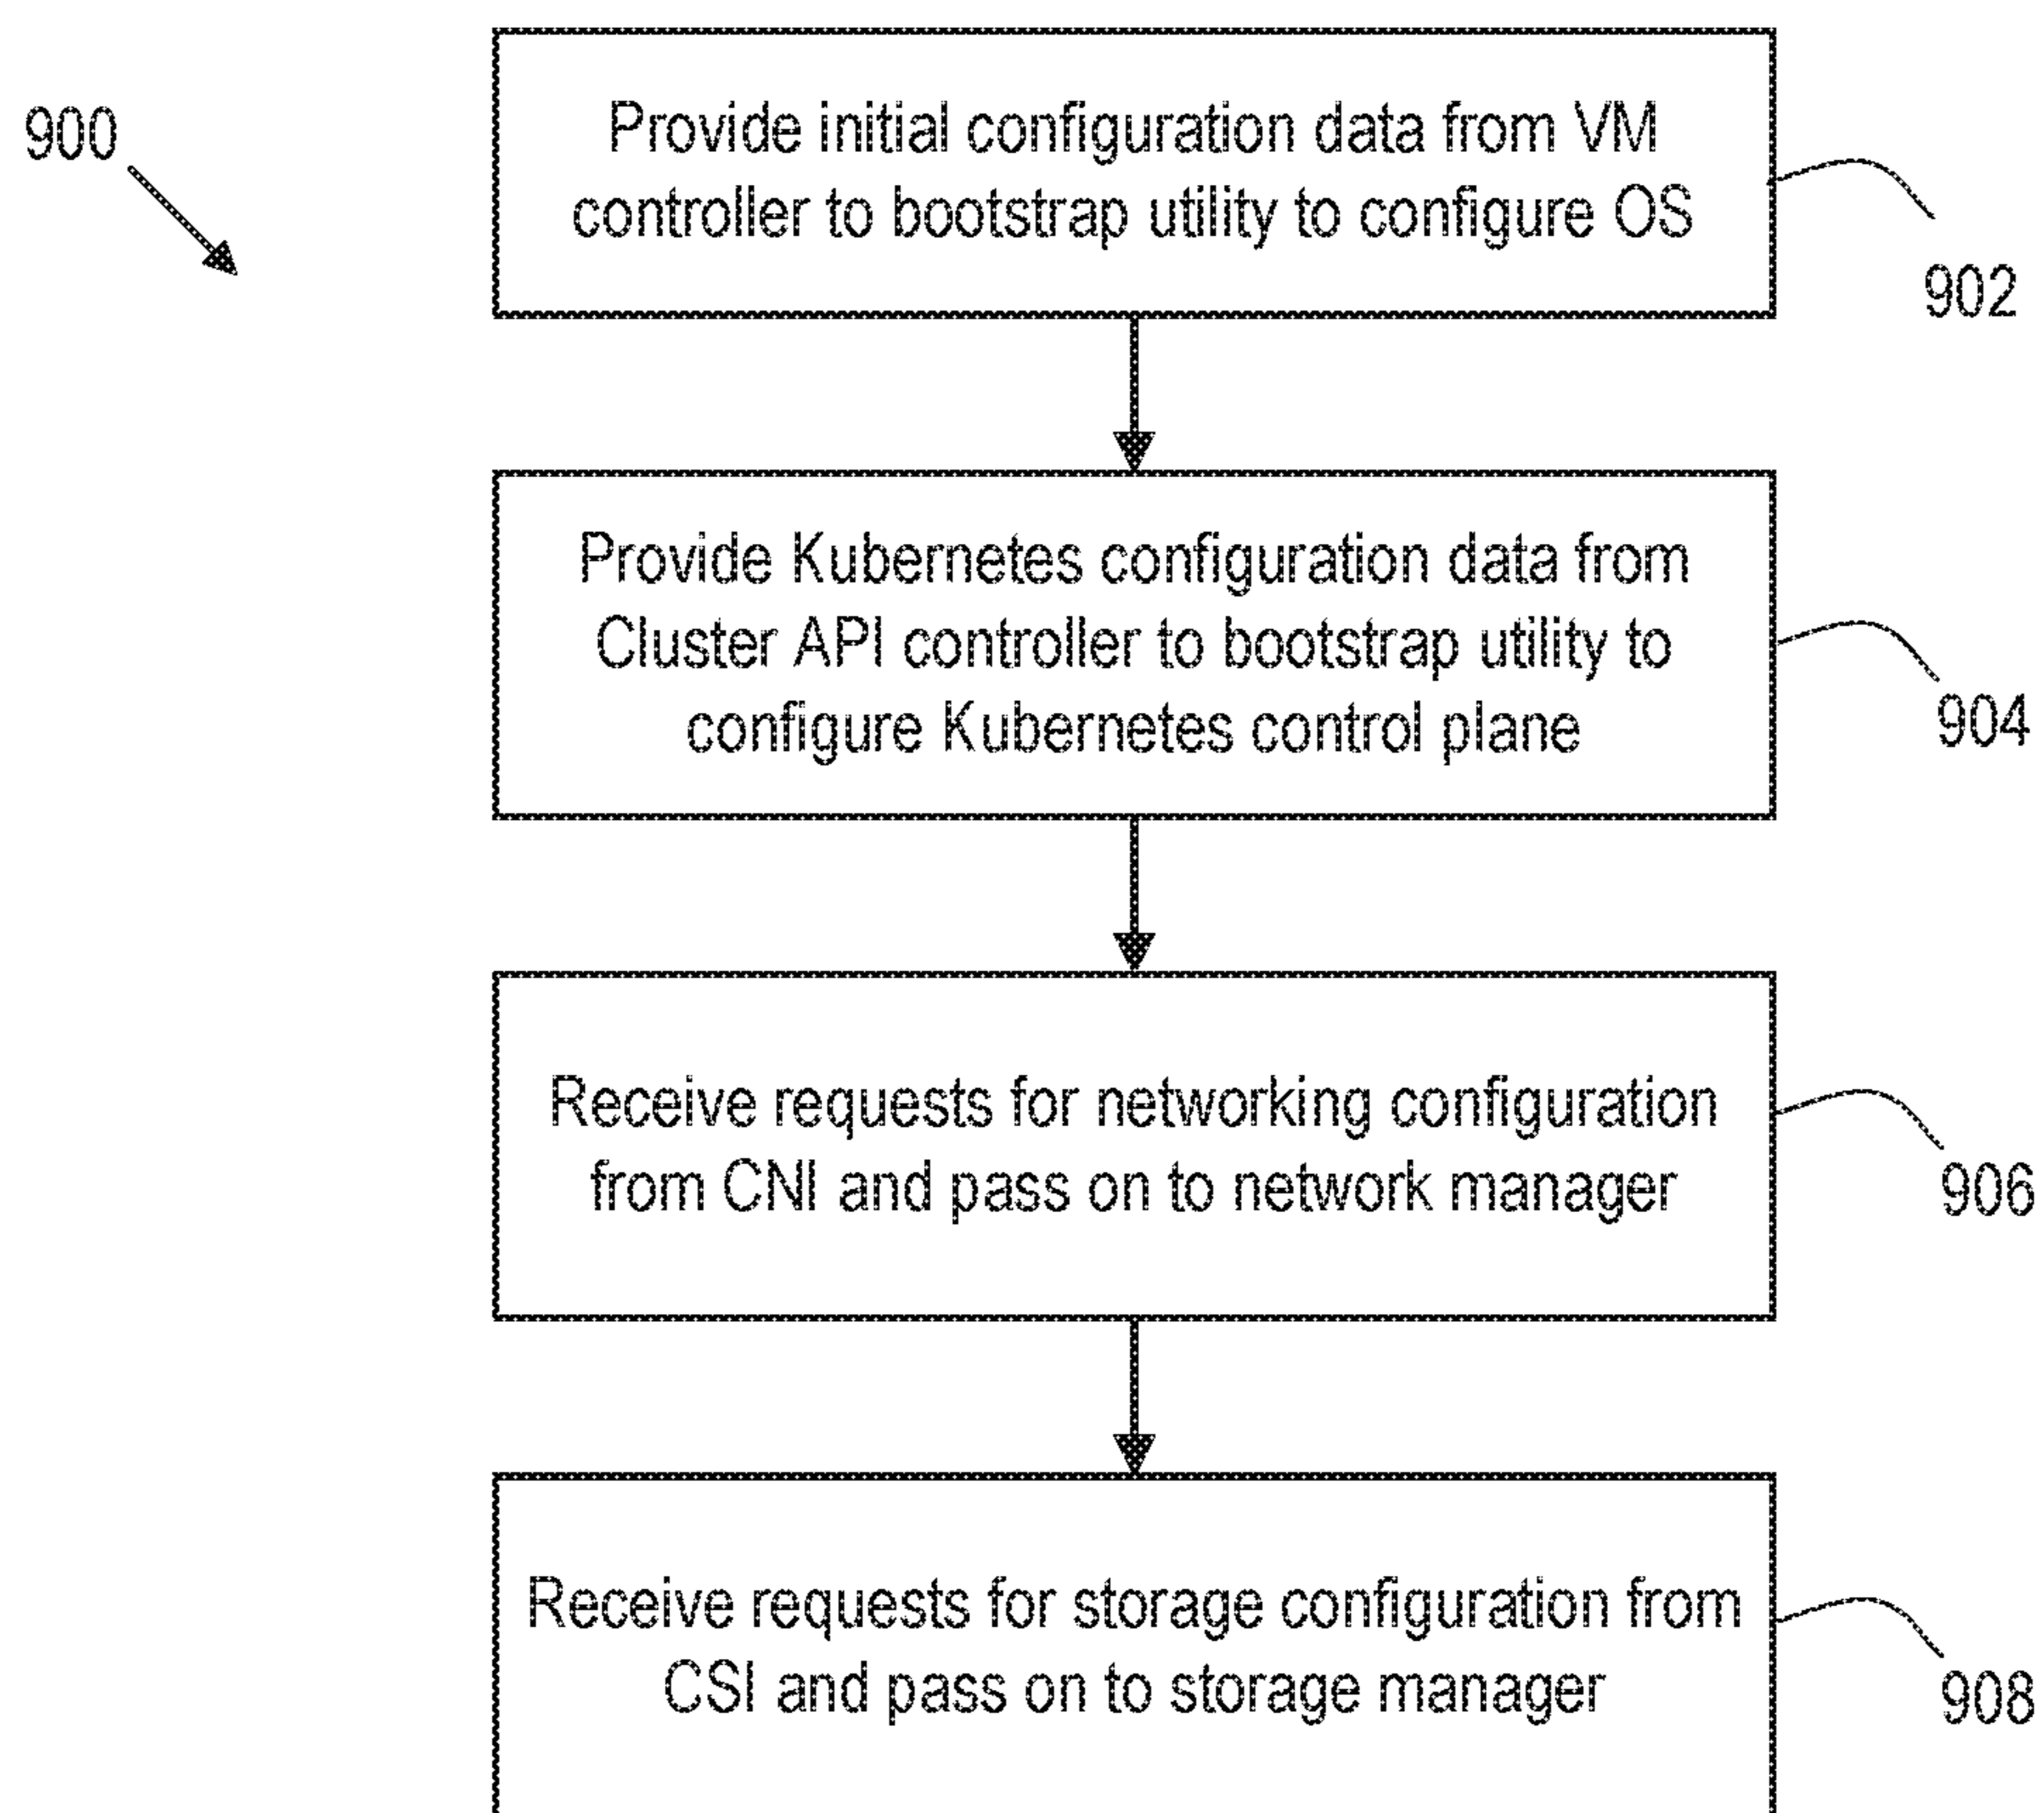 900
Provide initial configuration data from VM
controller to bootstrap utility to configure OS
902
Provide Kubernetes configuration data from
Cluster API controller to bootstrap utility to
configure Kubernetes control plane
904
Receive requests for networking configuration
from CNI and pass on to network manager
906
Receive requests for storage configuration from
CSI and pass on to storage manager
908